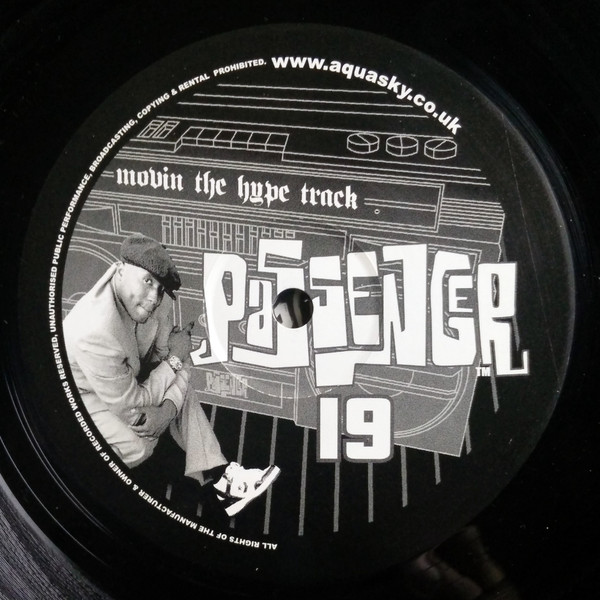 www.aquasky.co.uk
movin the hype track
PASSENGER
TM
19
ALL RIGHTS OF THE MANUFACTURER & OWNER OF RECORDED WORKS RESERVED, UNAUTHORISED PUBLIC PERFORMANCE, BROADCASTING, COPYING & RENTAL PROHIBITED.